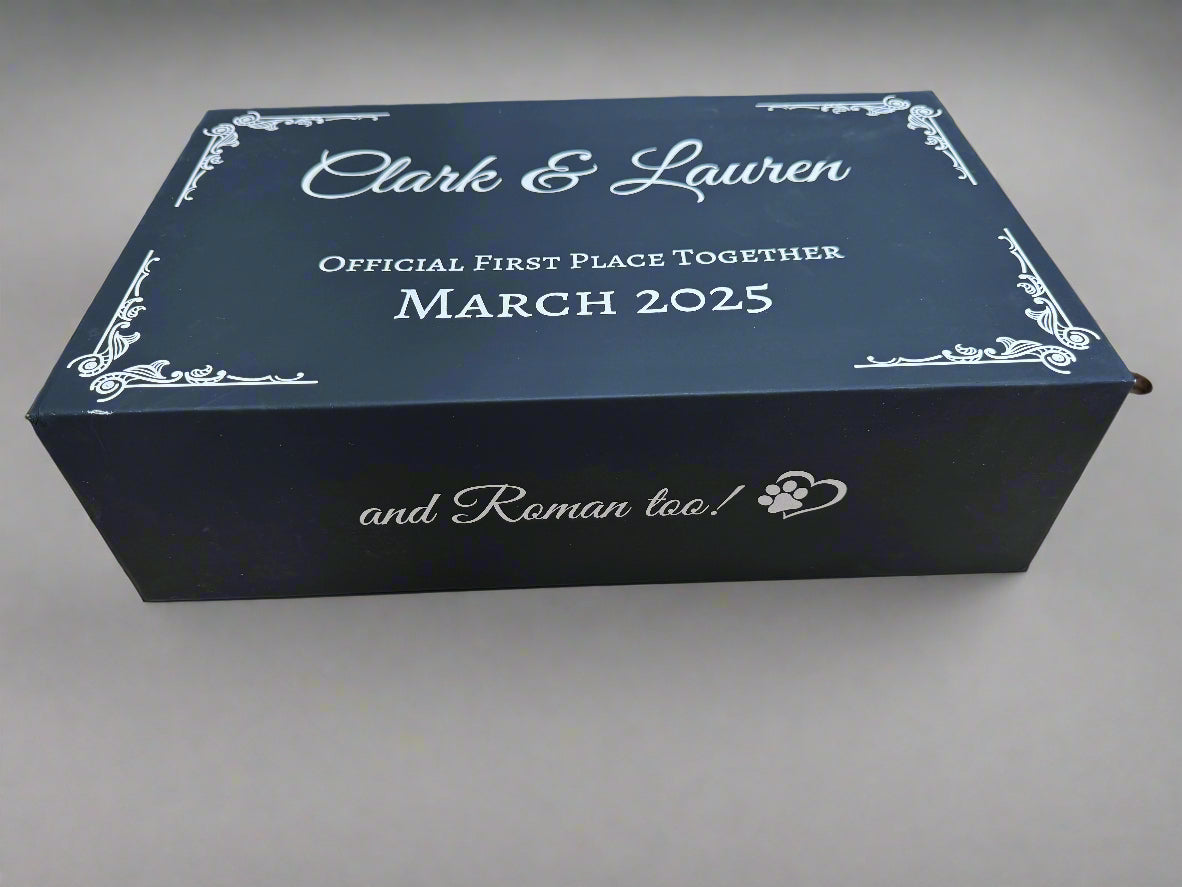 Clark & Lauren
Official First Place Together
March 2025
and Roman too!